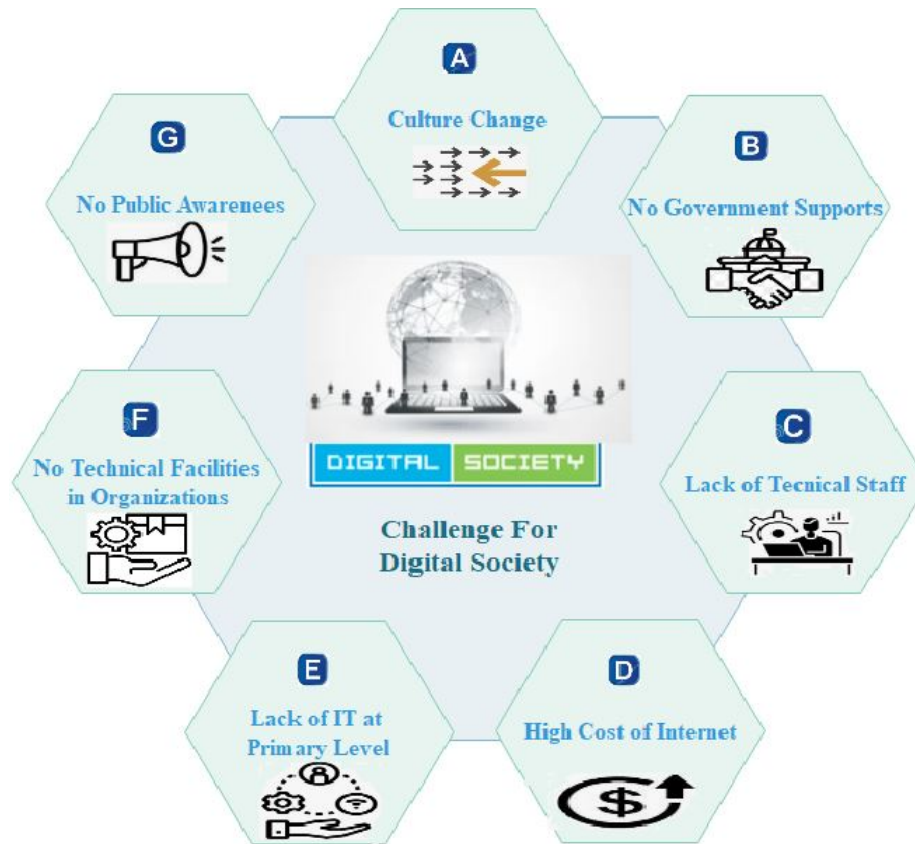 A
Culture Change
B
No Government Supports
C
Lack of Tecnical Staff
D
High Cost of Internet
E
Lack of IT at
Primary Level
F
No Technical Facilities
in Organizations
G
No Public Awarenees
DIGITAL SOCIETY
Challenge For
Digital Society